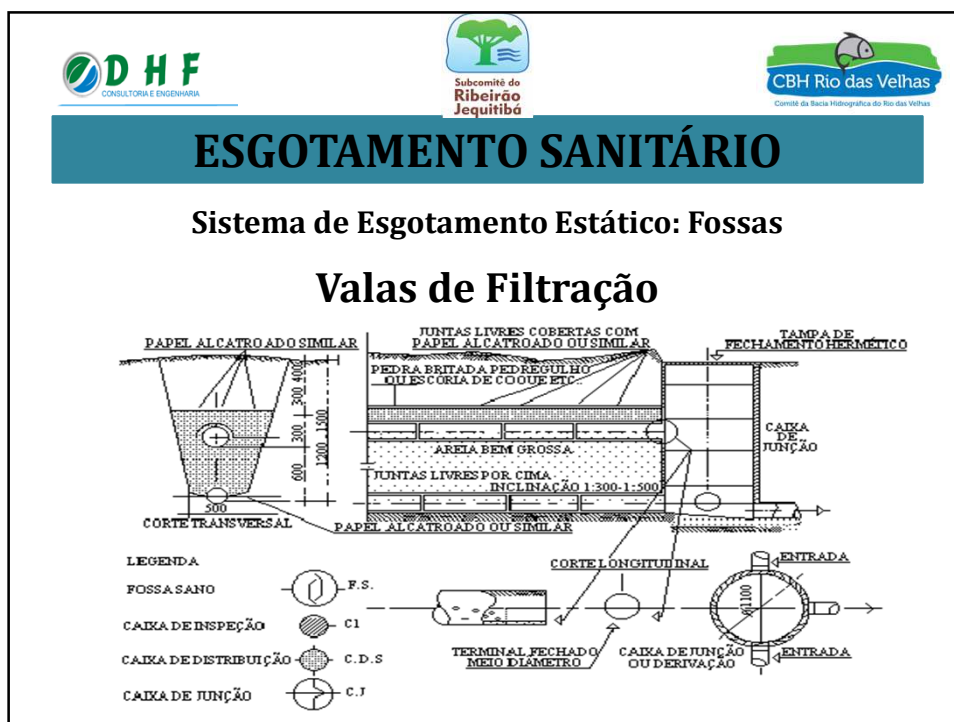 DHF
CONSULTORIA E ENGENHARIA
Subcomitê do
Ribeirão
Jequitibá
CBH Rio das Velhas
Comitê da Bacia Hidrográfica do Rio das Velhas
ESGOTAMENTO SANITÁRIO
Sistema de Esgotamento Estático: Fossas
Valas de Filtração
PAPEL ALCATROADO SIMILAR
JUNTAS LIVRES COBERTAS COM
PAPEL ALCATROADO OU SIMILAR
TAMPA DE
FECHAMENTO HERMÉTICO
PEDRA BRITADA PEDREGULHO
OU ESCÓRIA DE COQUE ETC..
300 4000
300
600
1200 - 1500
500
AREIA BEM GROSSA
CAIXA
DE
JUNÇÃO
JUNTAS LIVRES POR CIMA
INCLINAÇÃO 1:300-1:500
CORTE TRANSVERSAL
PAPEL ALCATROADO OU SIMILAR
LEGENDA
FOSSA SANO
F.S.
CAIXA DE INSPEÇÃO
C1
CAIXA DE DISTRIBUIÇÃO
C.D.S
CAIXA DE JUNÇÃO
C.J
CORTE LONGITUDINAL
ENTRADA
ø1100
TERMINAL FECHADO
MEIO DIÂMETRO
CAIXA DE JUNÇÃO
OU DERIVAÇÃO
ENTRADA